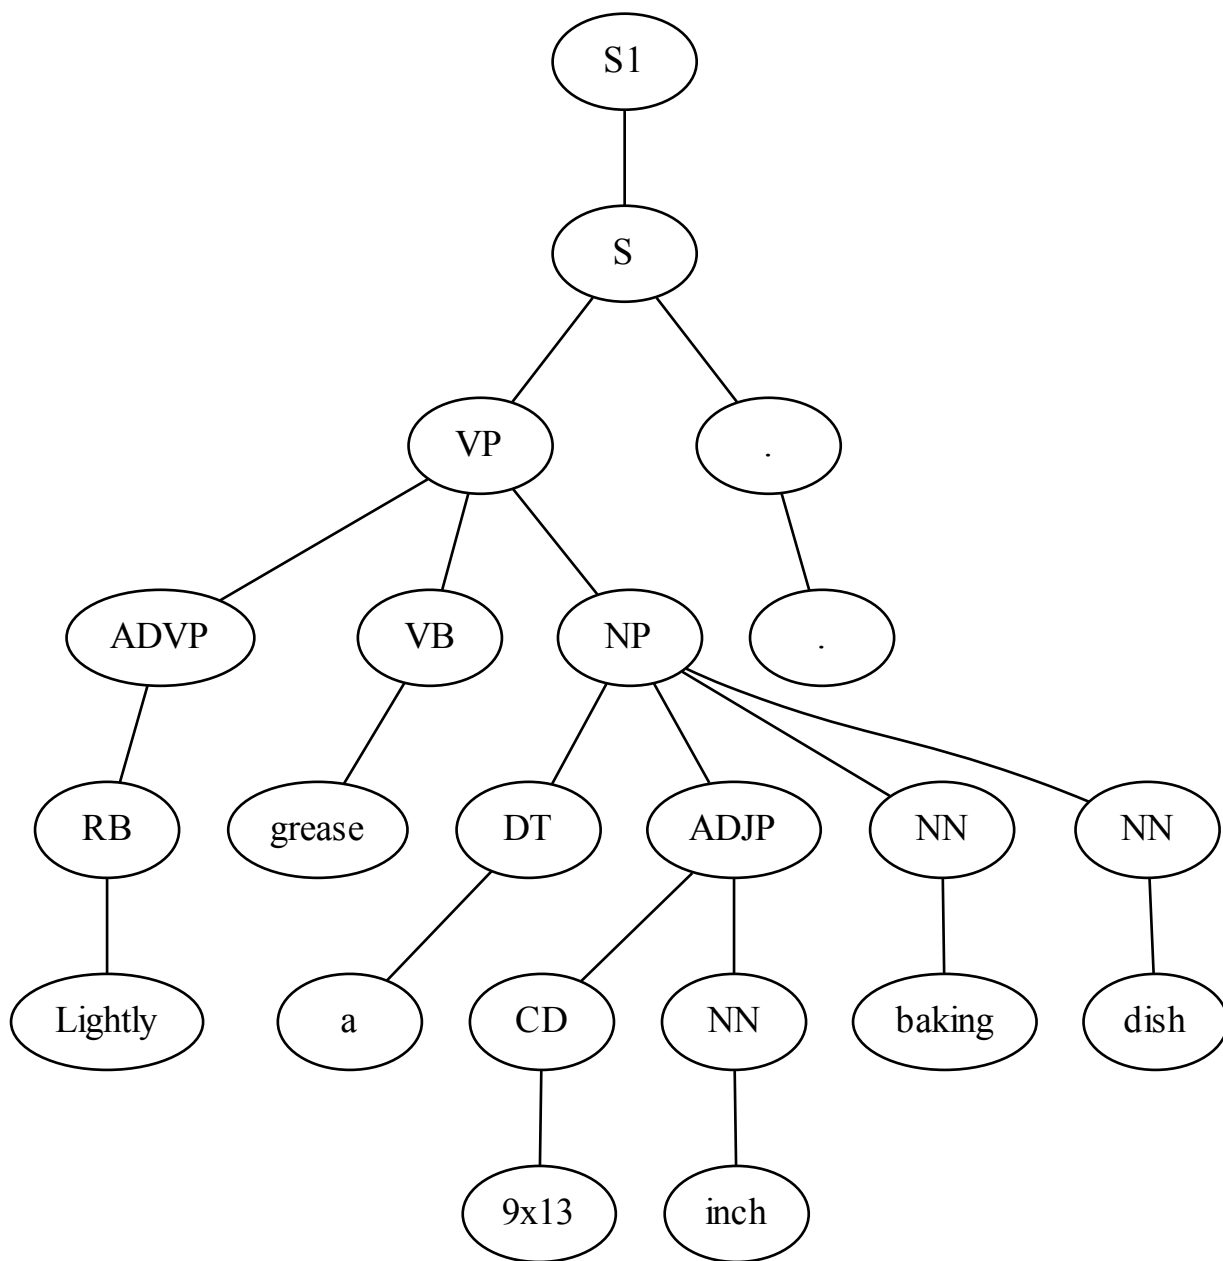 S1
S
VP .
ADVP VB NP .
RB grease DT ADJP NN NN
Lightly a CD NN baking dish
9x13 inch